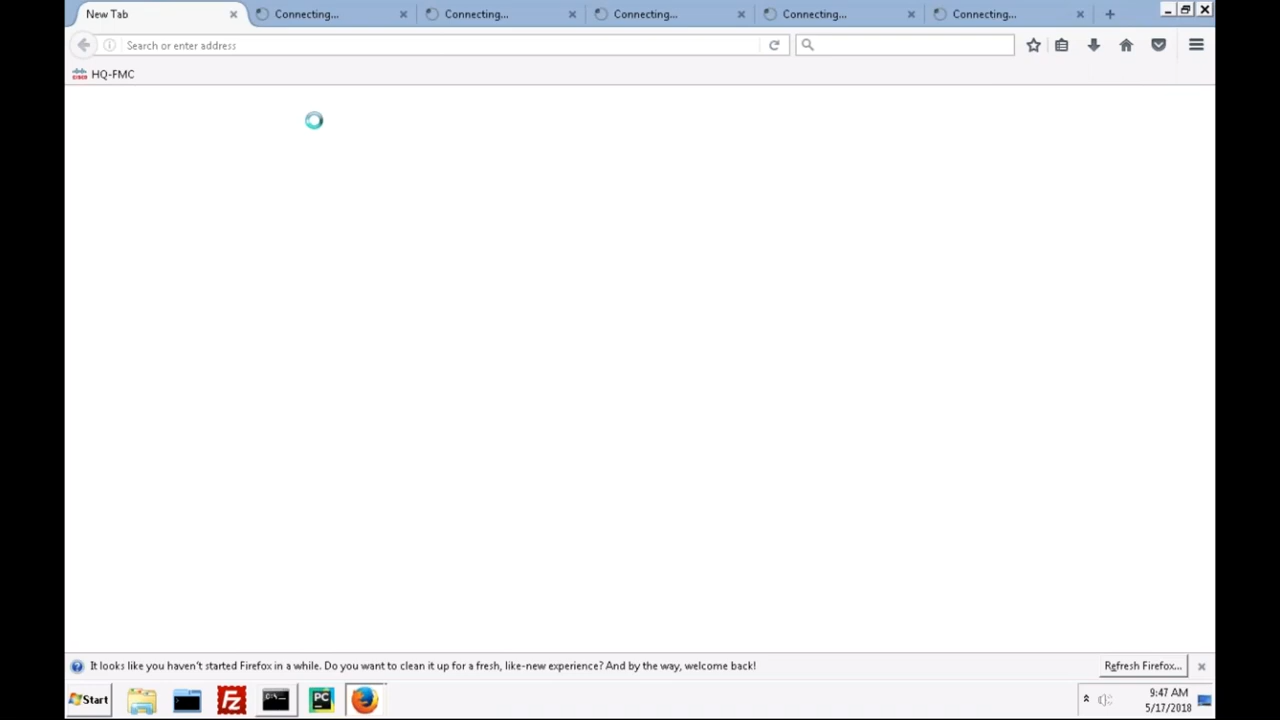 New Tab
Connecting...
Connecting...
Connecting...
Connecting...
Connecting...
Search or enter address
HQ-FMC
It looks like you haven't started Firefox in a while. Do you want to clean it up for a fresh, like-new experience? And by the way, welcome back!
Refresh Firefox...
Start
FZ
C:\.
PC
9:47 AM
5/17/2018